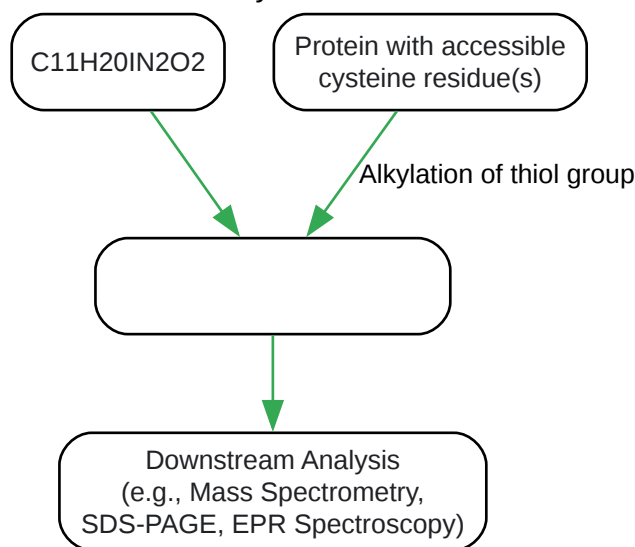 C11H20IN2O2
Protein with accessible
cysteine residue(s)
Alkylation of thiol group
Downstream Analysis
(e.g., Mass Spectrometry,
SDS-PAGE, EPR Spectroscopy)